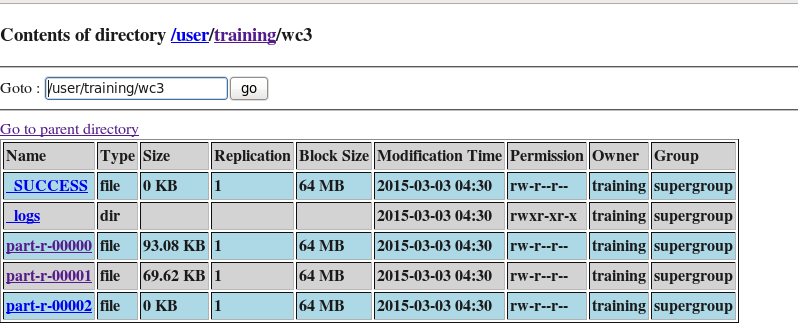 Contents of directory /user/training/wc3
Goto : /user/training/wc3 go
Go to parent directory
Name Type Size Replication Block Size Modification Time Permission Owner Group
_SUCCESS file 0 KB 1 64 MB 2015-03-03 04:30 rw-r--r-- training supergroup
_logs dir 2015-03-03 04:30 rwxr-xr-x training supergroup
part-r-00000 file 93.08 KB 1 64 MB 2015-03-03 04:30 rw-r--r-- training supergroup
part-r-00001 file 69.62 KB 1 64 MB 2015-03-03 04:30 rw-r--r-- training supergroup
part-r-00002 file 0 KB 1 64 MB 2015-03-03 04:30 rw-r--r-- training supergroup